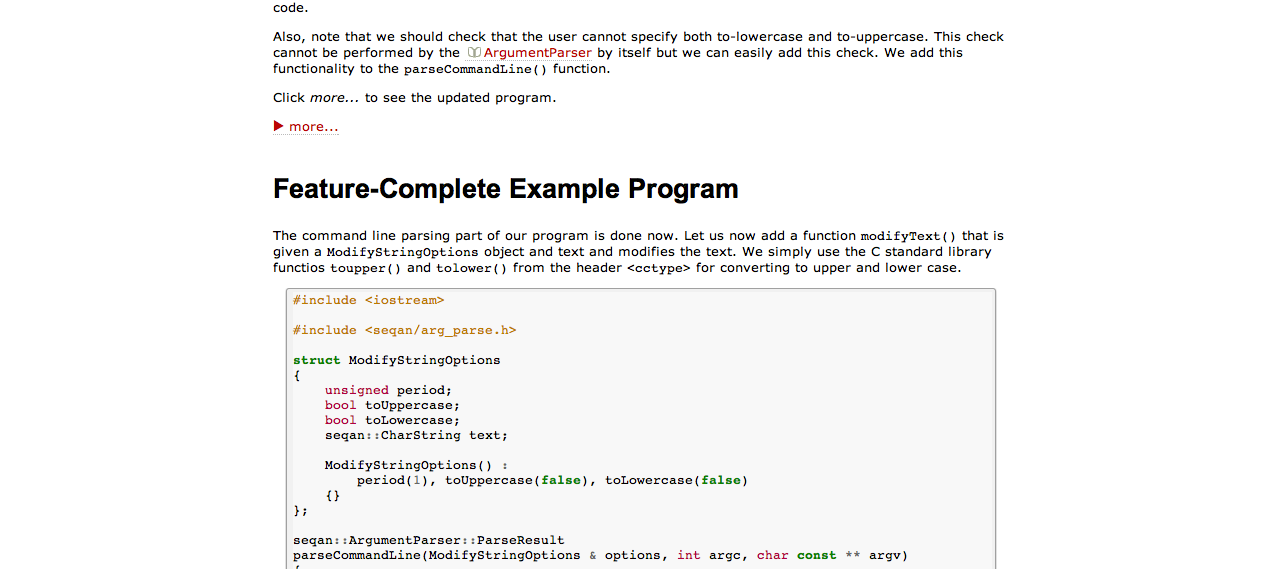 code.
Also, note that we should check that the user cannot specify both to-lowercase and to-uppercase. This check
cannot be performed by the ArgumentParser by itself but we can easily add this check. We add this
functionality to the parseCommandLine() function.
Click more... to see the updated program.
more...
Feature-Complete Example Program
The command line parsing part of our program is done now. Let us now add a function modifyText() that is
given a ModifyStringOptions object and text and modifies the text. We simply use the C standard library
functios toupper() and tolower() from the header <cctype> for converting to upper and lower case.
#include <iostream>
#include <seqan/arg_parse.h>
struct ModifyStringOptions
{
    unsigned period;
    bool toUppercase;
    bool toLowercase;
    seqan::CharString text;
    ModifyStringOptions() :
        period(1), toUppercase(false), toLowercase(false)
    {}
};
seqan::ArgumentParser::ParseResult
parseCommandLine(ModifyStringOptions & options, int argc, char const ** argv)
{